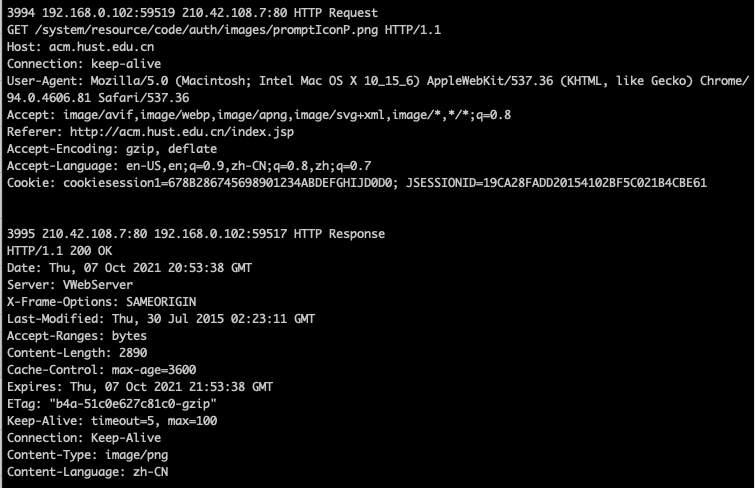 3994 192.168.0.102:59519 210.42.108.7:80 HTTP Request
GET /system/resource/code/auth/images/promptIconP.png HTTP/1.1
Host: acm.hust.edu.cn
Connection: keep-alive
User-Agent: Mozilla/5.0 (Macintosh; Intel Mac OS X 10_15_6) AppleWebKit/537.36 (KHTML, like Gecko) Chrome/
94.0.4606.81 Safari/537.36
Accept: image/avif,image/webp,image/apng,image/svg+xml,image/*,*/*;q=0.8
Referer: http://acm.hust.edu.cn/index.jsp
Accept-Encoding: gzip, deflate
Accept-Language: en-US,en;q=0.9,zh-CN;q=0.8,zh;q=0.7
Cookie: cookiesession1=678B286745698901234ABDEFGHIJD0D0; JSESSIONID=19CA28FADD20154102BF5C021B4CBE61
3995 210.42.108.7:80 192.168.0.102:59517 HTTP Response
HTTP/1.1 200 OK
Date: Thu, 07 Oct 2021 20:53:38 GMT
Server: VWebServer
X-Frame-Options: SAMEORIGIN
Last-Modified: Thu, 30 Jul 2015 02:23:11 GMT
Accept-Ranges: bytes
Content-Length: 2890
Cache-Control: max-age=3600
Expires: Thu, 07 Oct 2021 21:53:38 GMT
ETag: "b4a-51c0e627c81c0-gzip"
Keep-Alive: timeout=5, max=100
Connection: Keep-Alive
Content-Type: image/png
Content-Language: zh-CN